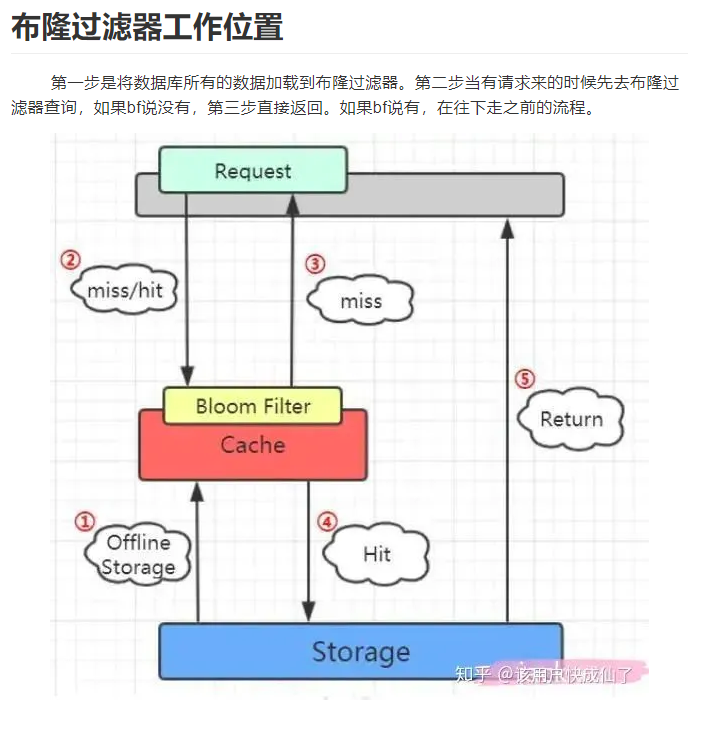 布隆过滤器工作位置
第一步是将数据库所有的数据加载到布隆过滤器。第二步当有请求来的时候先去布隆过
滤器查询，如果bf说没有，第三步直接返回。如果bf说有，在往下走之前的流程。
Request
②
③
miss/hit
miss
⑤
Bloom Filter
Return
Cache
①
④
Offline
Storage
Hit
Storage
知乎 @该用户快成仙了